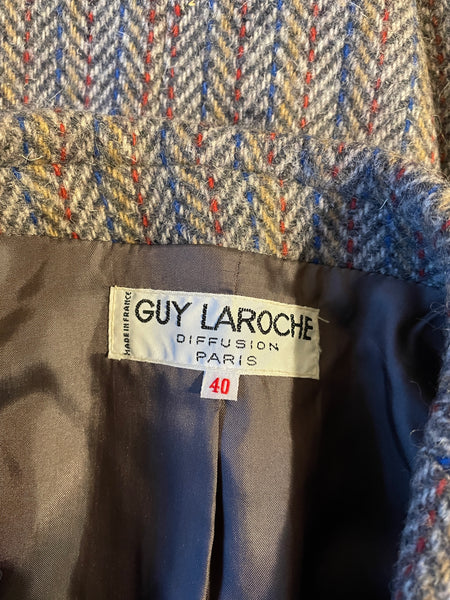 MADE IN FRANCE
GUY LAROCHE
DIFFUSION
PARIS
40